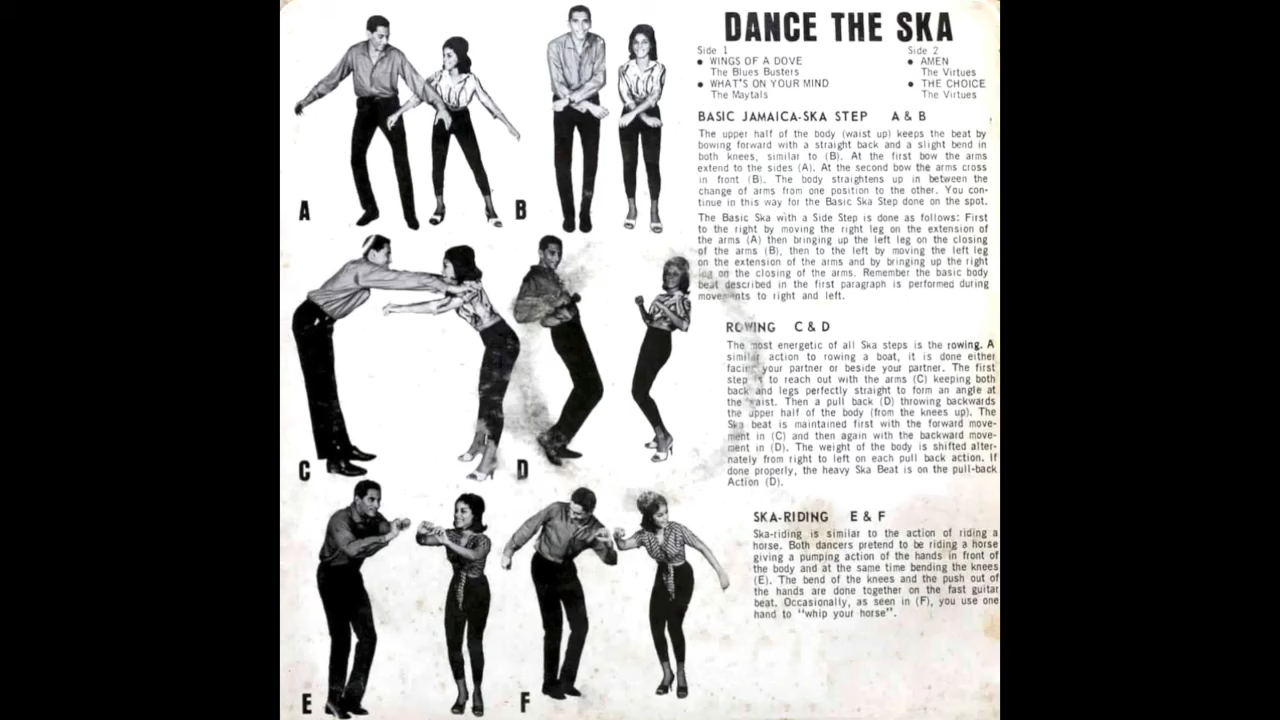 DANCE THE SKA
Side 1
• WINGS OF A DOVE
The Blues Busters
• WHAT'S ON YOUR MIND
The Maytals
Side 2
• AMEN
The Virtues
• THE CHOICE
The Virtues
BASIC JAMAICA-SKA STEP A & B
The upper half of the body (waist up) keeps the beat by
bowing forward with a straight back and a slight bend in
both knees, similar to (B). At the first bow the arms
extend to the sides (A). At the second bow the arms cross
in front (B). The body straightens up in between the
change of arms from one position to the other. You con-
tinue in this way for the Basic Ska Step done on the spot.
The Basic Ska with a Side Step is done as follows: First
to the right by moving the right leg on the extension of
the arms (A) then bringing up the left leg on the closing
of the arms (B), then to the left by moving the left leg
on the extension of the arms and by bringing up the right
leg on the closing of the arms. Remember the basic body
beat described in the first paragraph is performed during
movements to right and left.
A
B
ROWING C & D
The most energetic of all Ska steps is the rowing. A
similar action to rowing a boat, it is done either
facing your partner or beside your partner. The first
step to reach out with the arms (C) keeping both
back and legs perfectly straight to form an angle at
the waist. Then a pull back (D) throwing backwards
the upper half of the body (from the knees up). The
Ska beat is maintained first with the forward move-
ment in (C) and then again with the backward move-
ment in (D). The weight of the body is shifted alter-
nately from right to left on each pull back action. If
done properly, the heavy Ska Beat is on the pull-back
Action (D).
C
D
SKA-RIDING E & F
Ska-riding is similar to the action of riding a
horse. Both dancers pretend to be riding a horse
giving a pumping action of the hands in front of
the body and at the same time bending the knees
(E). The bend of the knees and the push out of
the hands are done together on the fast guitar
beat. Occasionally, as seen in (F), you use one
hand to "whip your horse".
E
F